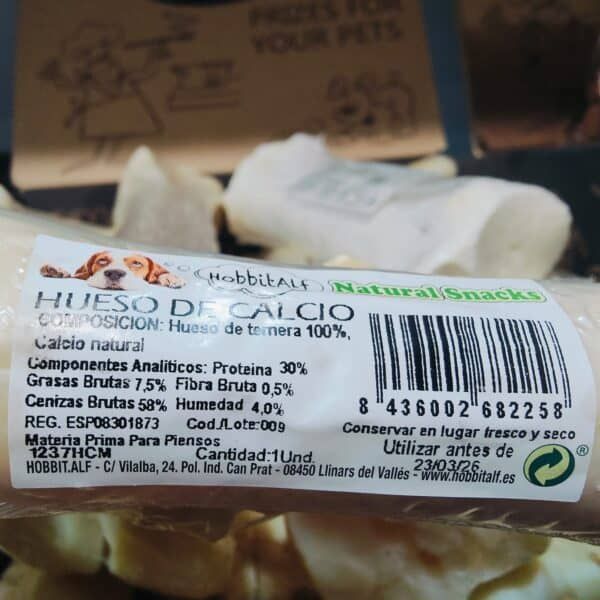 PRIZES FOR
YOUR PETS
HobbitAlf Natural Snacks
HUESO DE CALCIO
COMPOSICION: Hueso de ternera 100%,
Calcio natural
Componentes Analiticos: Proteina 30%
Grasas Brutas 7,5% Fibra Bruta 0,5%
Cenizas Brutas 58% Humedad 4,0%
REG. ESP08301873 Cod./Lote:009
Materia Prima Para Piensos
1237HCM Cantidad:1Und.
8 436002 682258
Conservar en lugar fresco y seco
Utilizar antes de
23/03/26
HOBBIT.ALF - C/ Vilalba, 24. Pol. Ind. Can Prat - 08450 Llinars del Vallés - www.hobbitalf.es
®